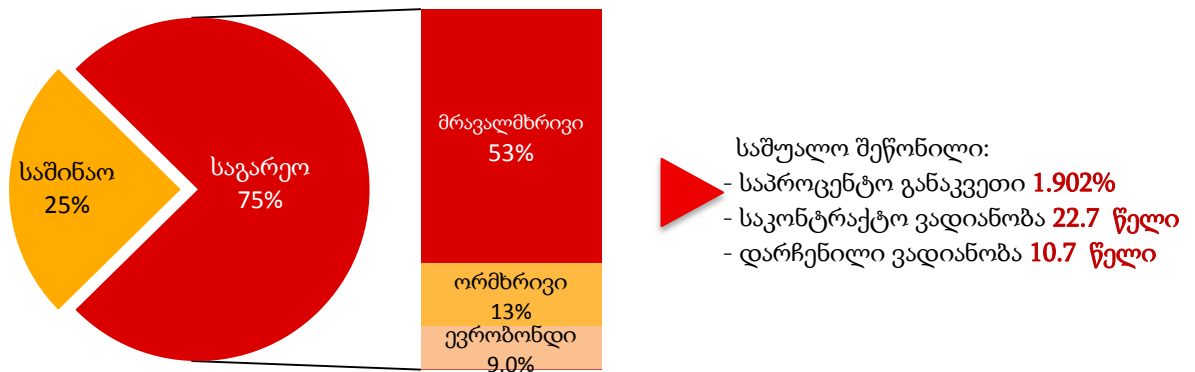 საშინაო
25%
საგარეო
75%
მრავალმხრივი
53%
ორმხრივი
13%
ევრობონდი
9.0%
საშუალო შეწონილი:
- საპროცენტო განაკვეთი 1.902%
- საკონტრაქტო ვადიანობა 22.7 წელი
- დარჩენილი ვადიანობა 10.7 წელი